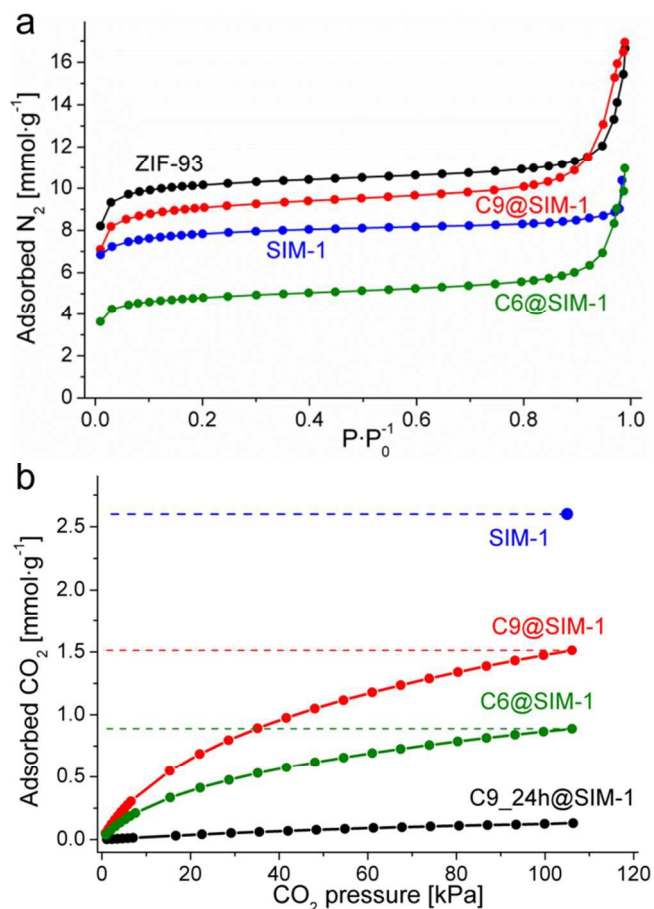 a
16
14
12
10
8
6
4
2
0
Adsorbed N₂ [mmol·g⁻¹]
ZIF-93
C9@SIM-1
SIM-1
C6@SIM-1
0.0 0.2 0.4 0.6 0.8 1.0
P·P₀⁻¹
b
2.5
2.0
1.5
1.0
0.5
0.0
Adsorbed CO₂ [mmol·g⁻¹]
SIM-1
C9@SIM-1
C6@SIM-1
C9_24h@SIM-1
0 20 40 60 80 100 120
CO₂ pressure [kPa]